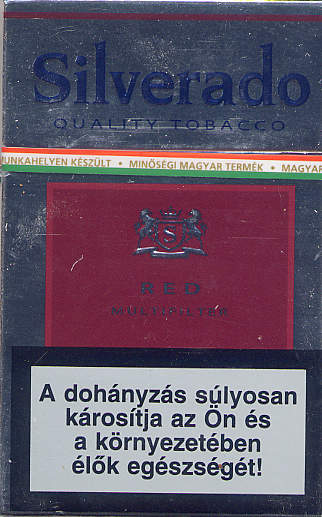 Silverado
QUALITY TOBACCO
MUNKAHELYEN KÉSZÜLT • MINŐSÉGI MAGYAR TERMÉK • MAGYAR
S
RED
MULTIFILTER
A dohányzás súlyosan
károsítja az Ön és
a környezetében
élők egészségét!